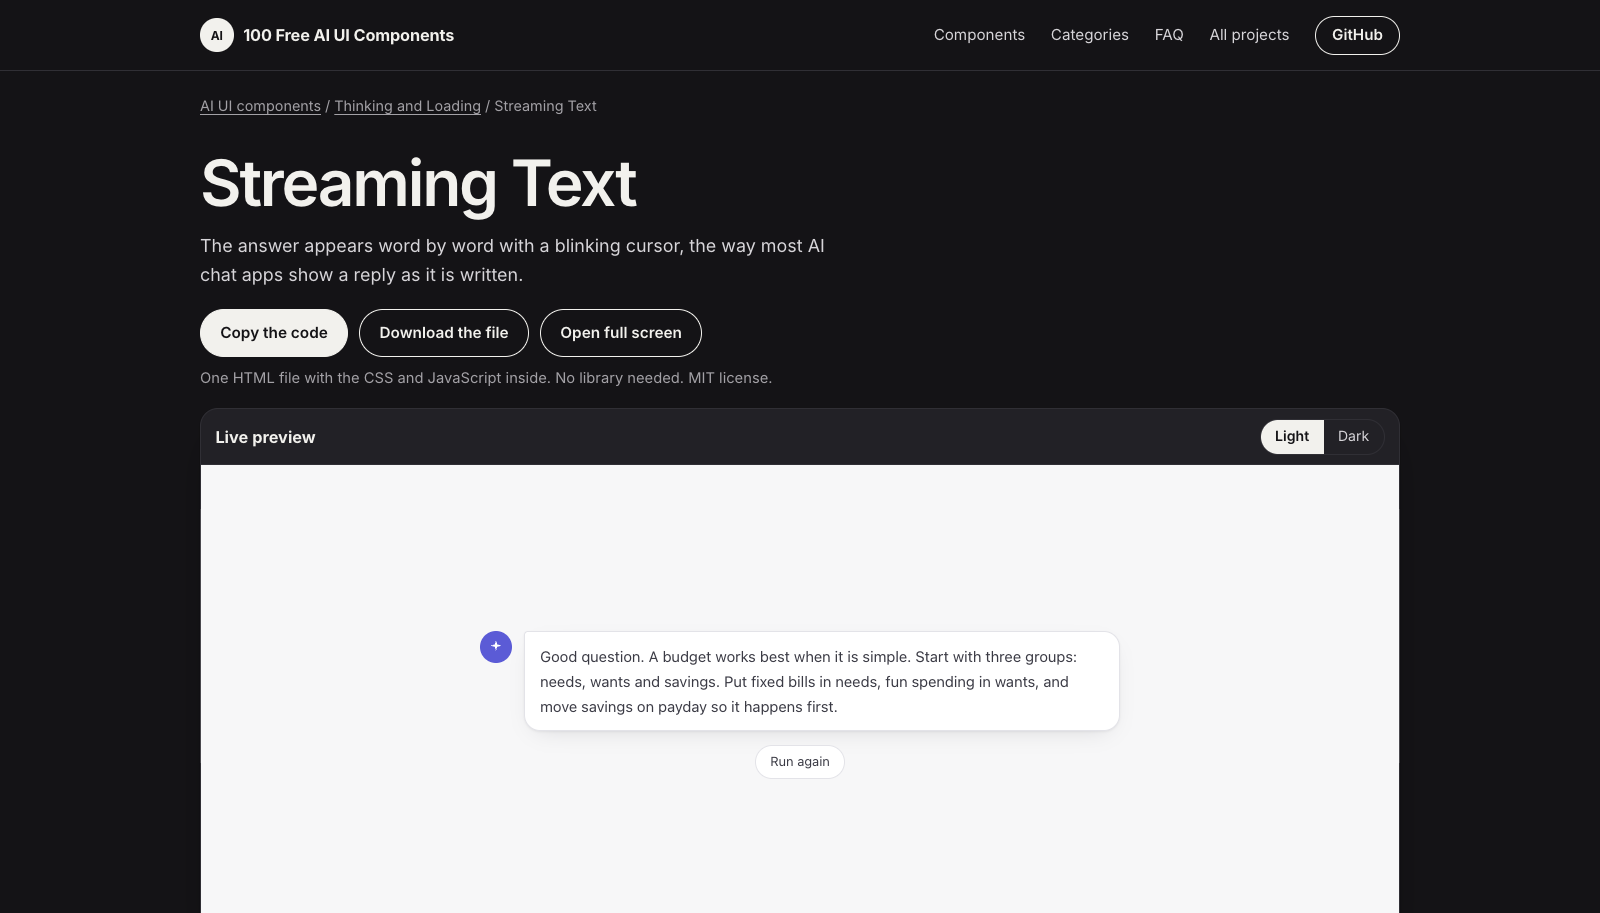 AI
100 Free AI UI Components
Components
Categories
FAQ
All projects
GitHub
AI UI components / Thinking and Loading / Streaming Text
Streaming Text
The answer appears word by word with a blinking cursor, the way most AI
chat apps show a reply as it is written.
Copy the code
Download the file
Open full screen
One HTML file with the CSS and JavaScript inside. No library needed. MIT license.
Live preview
Light
Dark
Good question. A budget works best when it is simple. Start with three groups:
needs, wants and savings. Put fixed bills in needs, fun spending in wants, and
move savings on payday so it happens first.
Run again